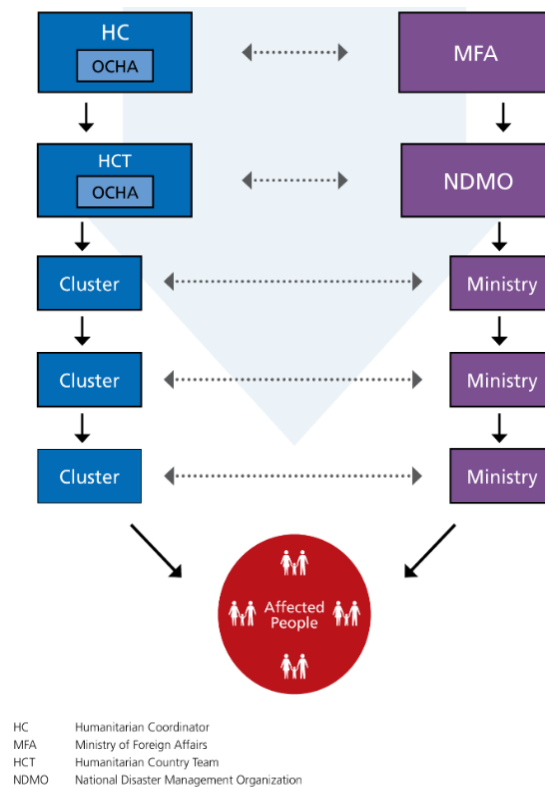 HC
OCHA
MFA
HCT
OCHA
NDMO
Cluster
Ministry
Cluster
Ministry
Cluster
Ministry
Affected
People
HC Humanitarian Coordinator
MFA Ministry of Foreign Affairs
HCT Humanitarian Country Team
NDMO National Disaster Management Organization